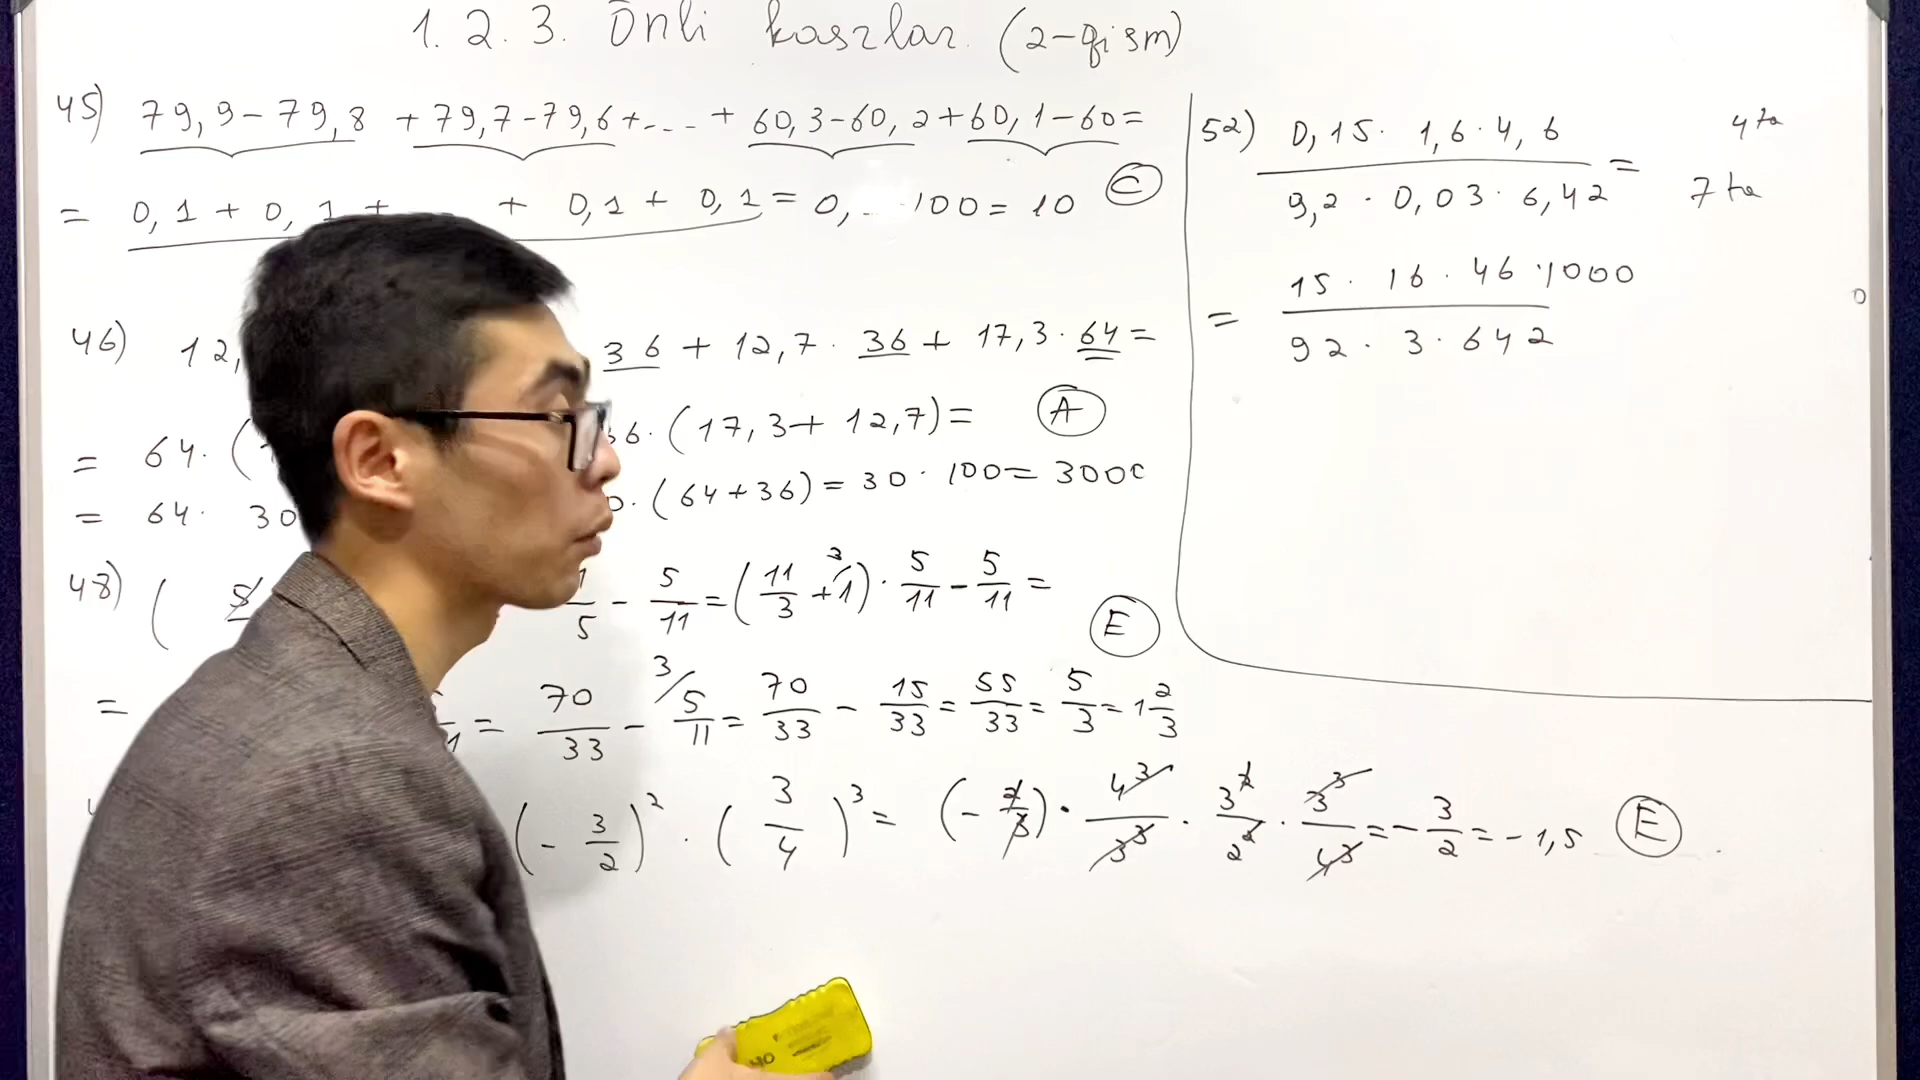 1.2.3. Onli kasrlar. (2-qism)
45) 79,9-79,8 +79,7-79,6+... + 60,3-60,2+60,1-60=
= 0,1 + 0,1 + + 0,1 + 0,1 = 0, 100 = 10 C
46) 12, 36 + 12,7 · 36 + 17,3 · 64 =
= 64 · ( 36 · (17,3 + 12,7) = A
= 64 · 30 · (64+36) = 30 · 100 = 3000
48) ( 5 1/5 - 5/11 = (11/3 + 1) · 5/11 - 5/11 = E
= = 70/33 - 5/11 = 70/33 - 15/33 = 55/33 = 5/3 = 1 2/3
(-3/2)² · (3/4)³ = (-2/3) · 4³/3³ · 3²/2² · 3³/4³ = -3/2 = -1,5 E
52) 0,15 · 1,6 · 4,6 4 ta
9,2 · 0,03 · 6,42 = 7 ta
15 · 16 · 46 · 1000
= 92 · 3 · 642